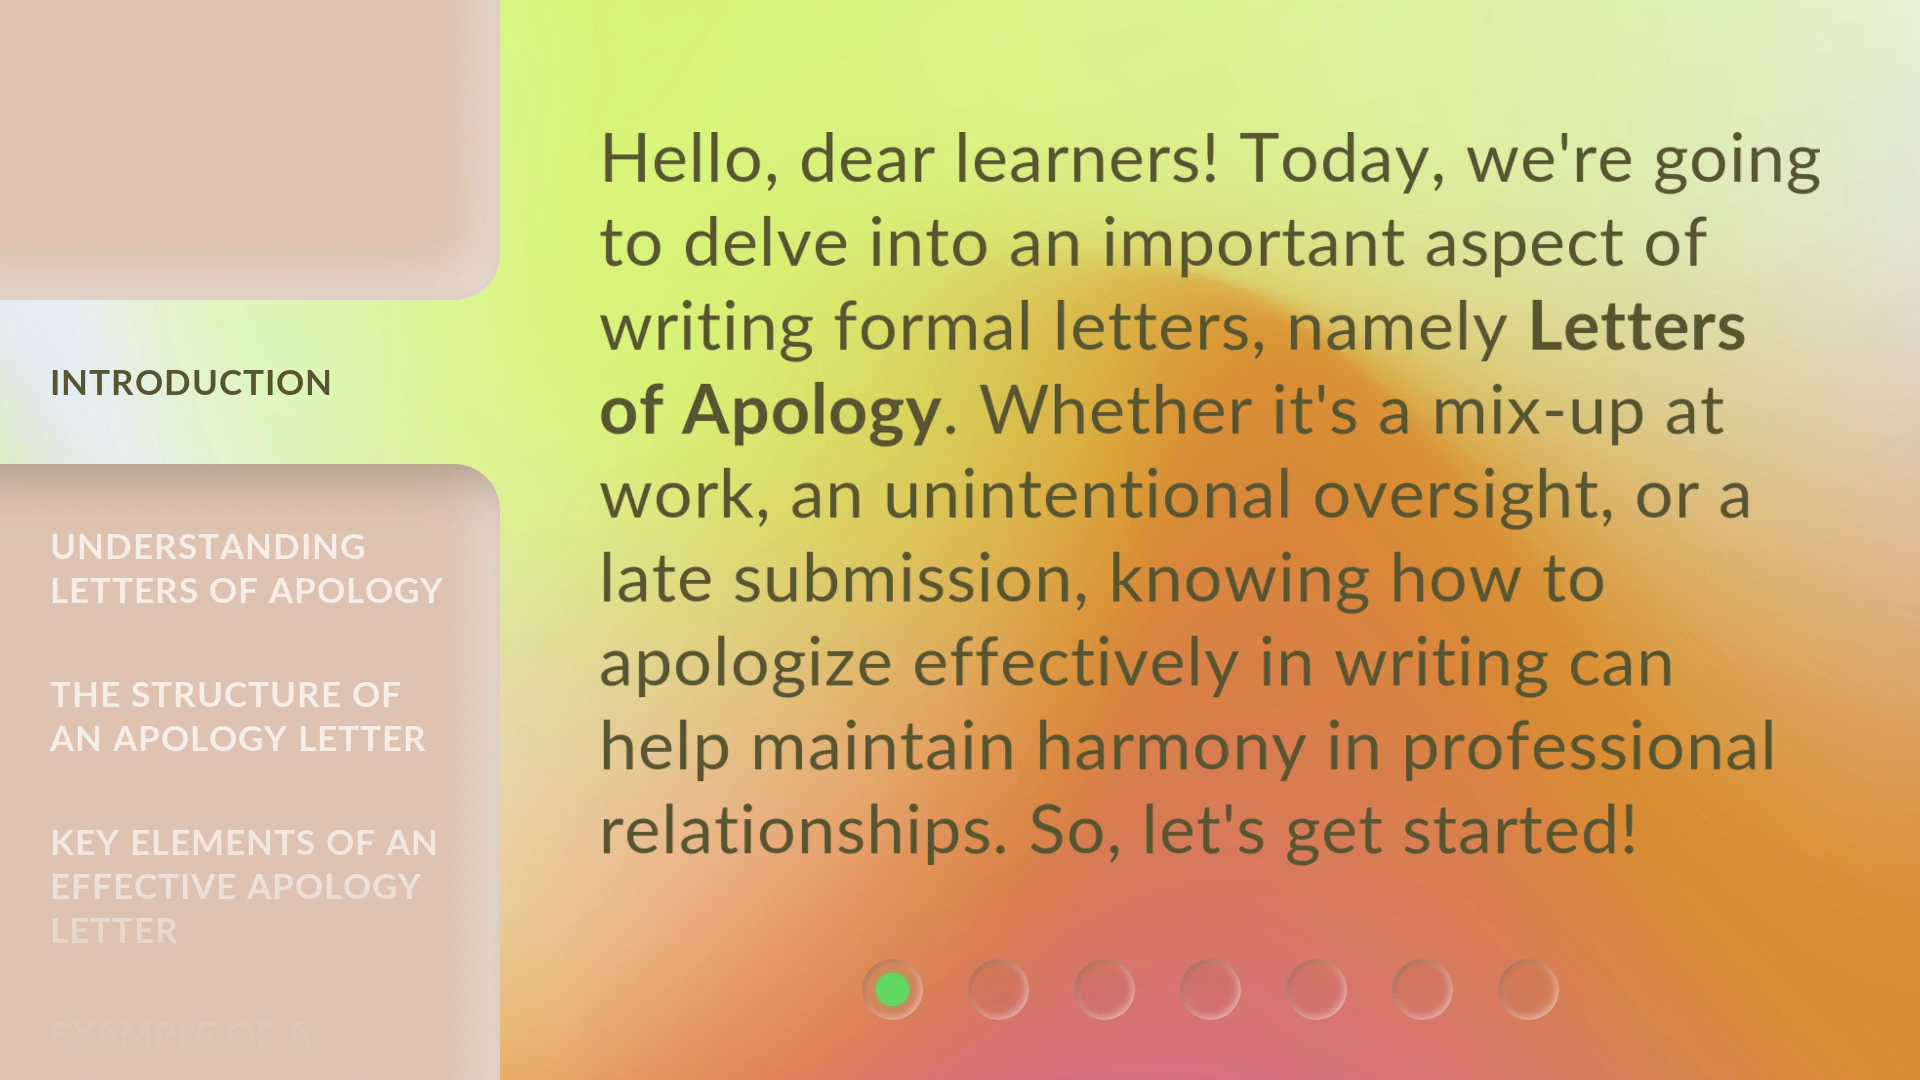 INTRODUCTION
UNDERSTANDING
LETTERS OF APOLOGY
THE STRUCTURE OF
AN APOLOGY LETTER
KEY ELEMENTS OF AN
EFFECTIVE APOLOGY
LETTER
EXAMPLE OF A
Hello, dear learners! Today, we're going
to delve into an important aspect of
writing formal letters, namely Letters
of Apology. Whether it's a mix-up at
work, an unintentional oversight, or a
late submission, knowing how to
apologize effectively in writing can
help maintain harmony in professional
relationships. So, let's get started!